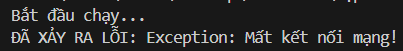 Bắt đầu chạy...
ĐÃ XẢY RA LỖI: Exception: Mất kết nối mạng!